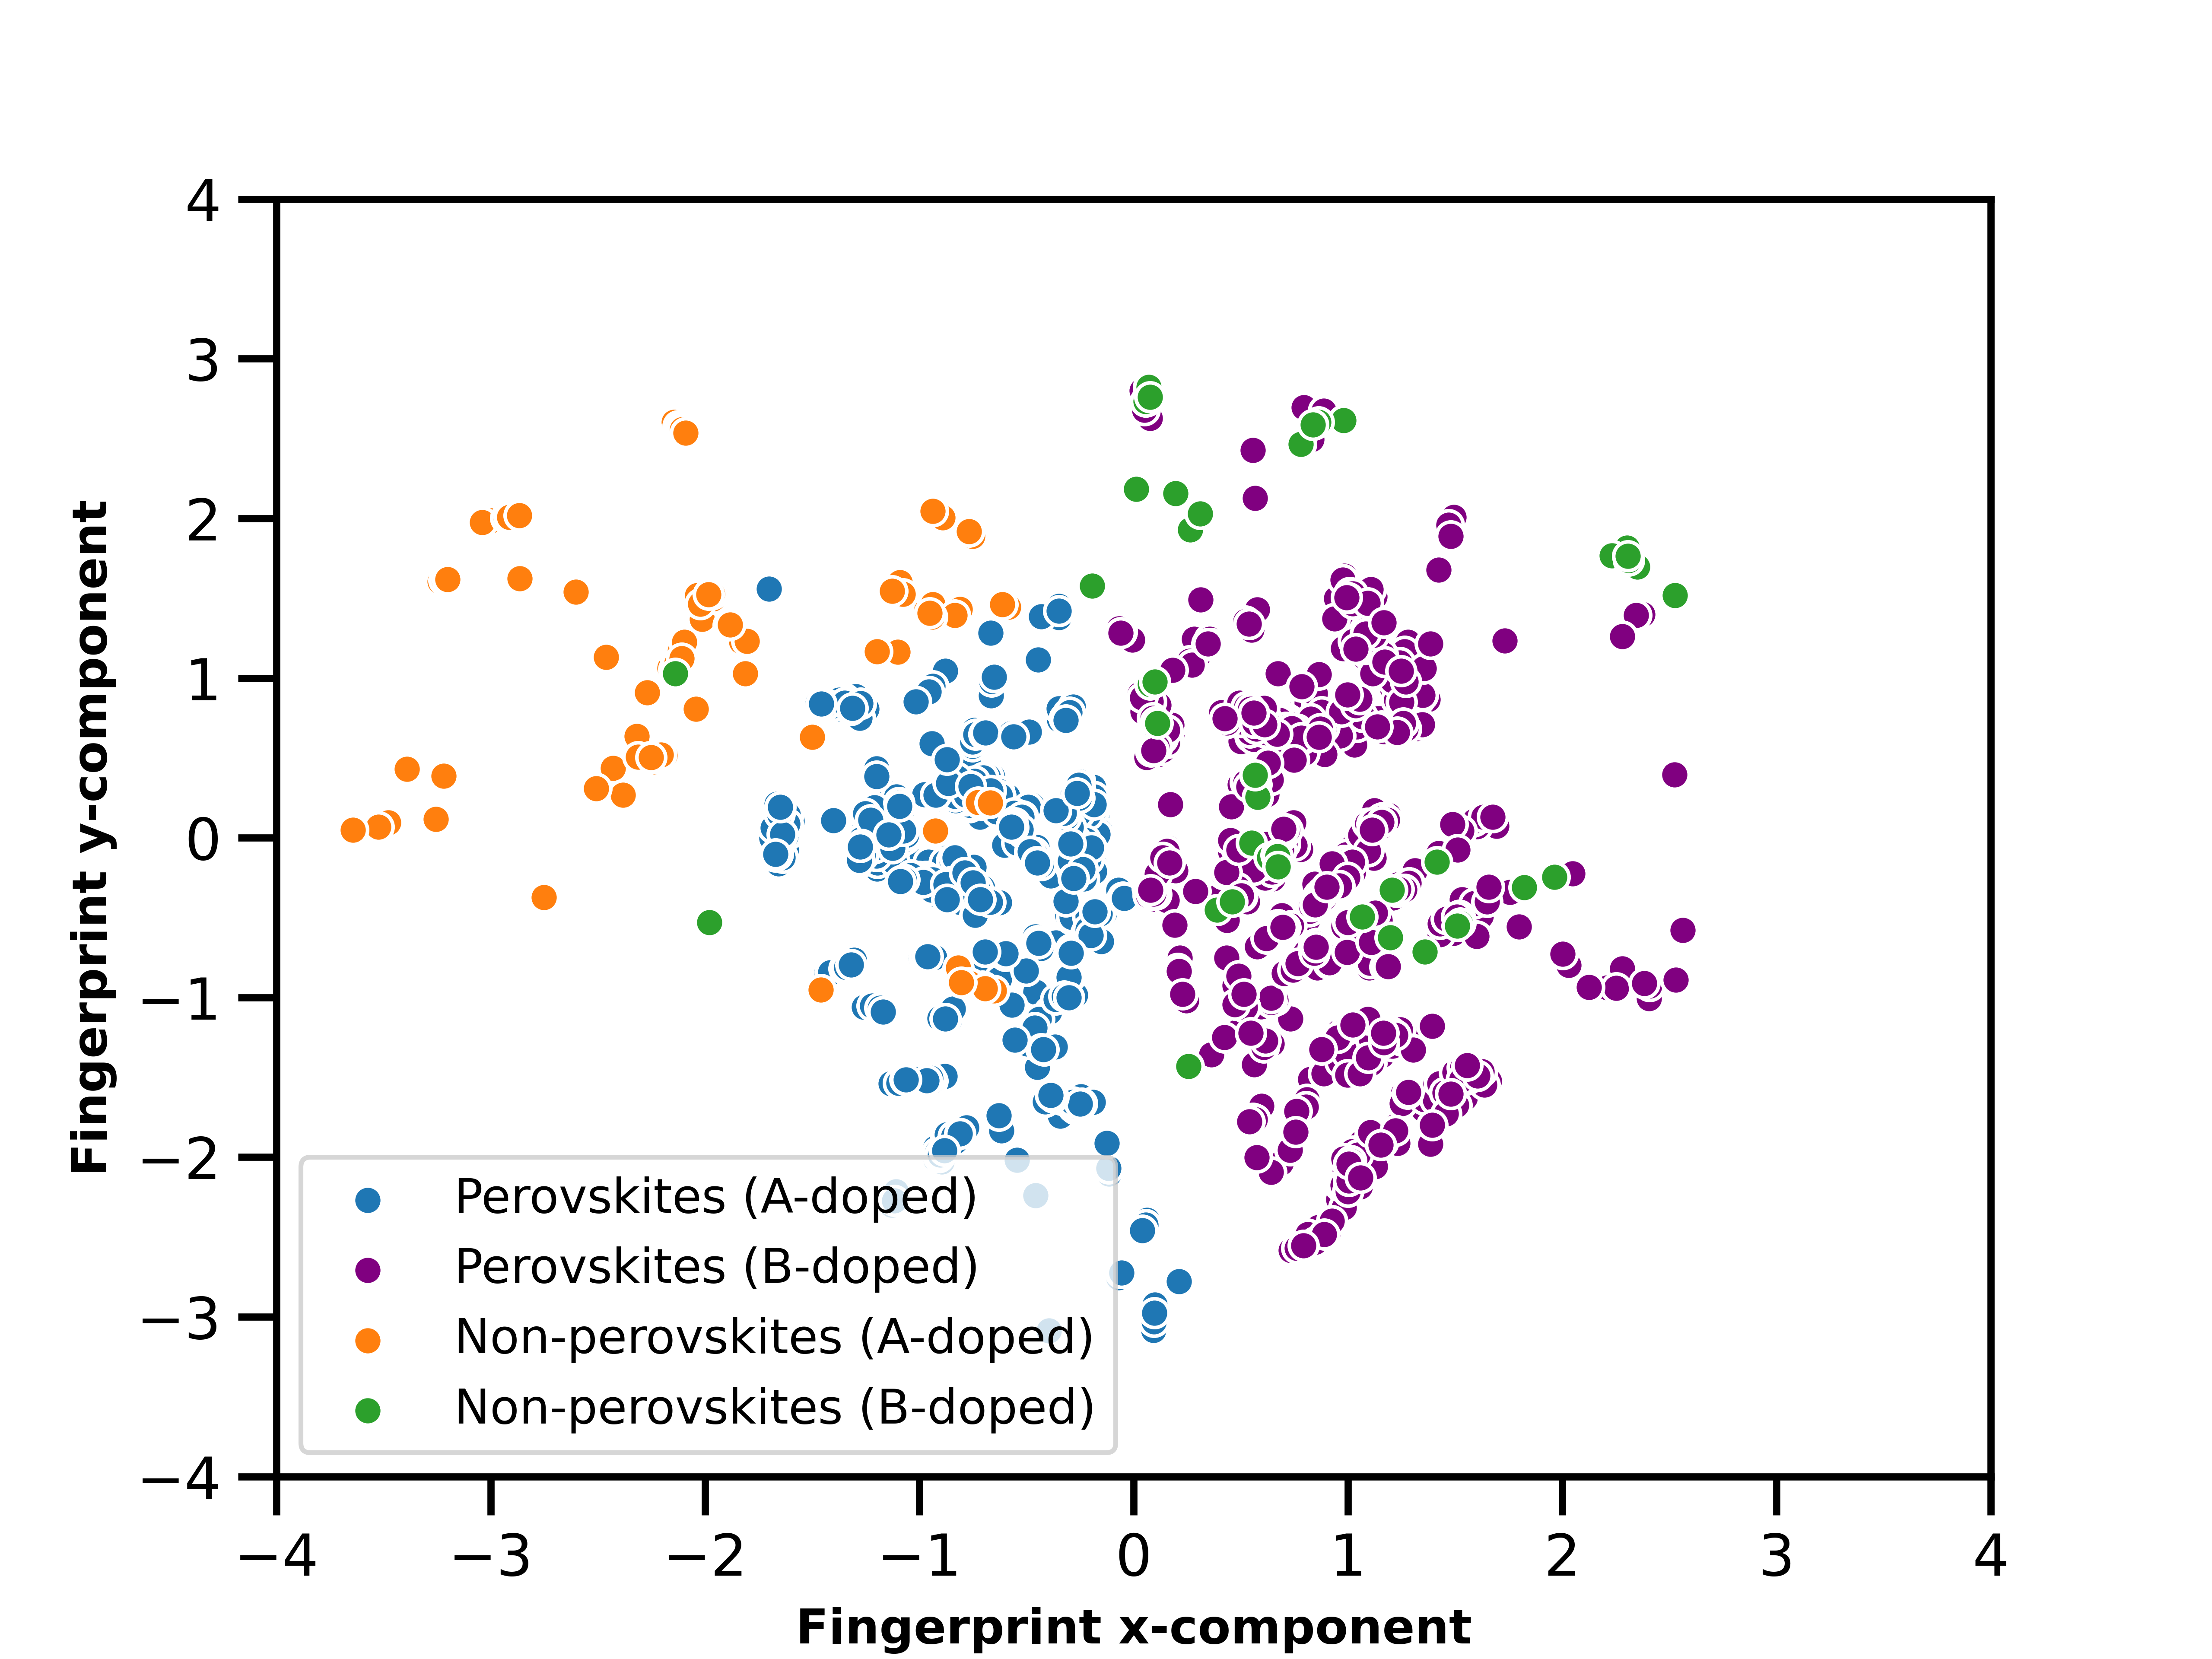 4
3
2
1
0
−1
−2
−3
−4
Fingerprint y-component
Perovskites (A-doped)
Perovskites (B-doped)
Non-perovskites (A-doped)
Non-perovskites (B-doped)
−4 −3 −2 −1 0 1 2 3 4
Fingerprint x-component